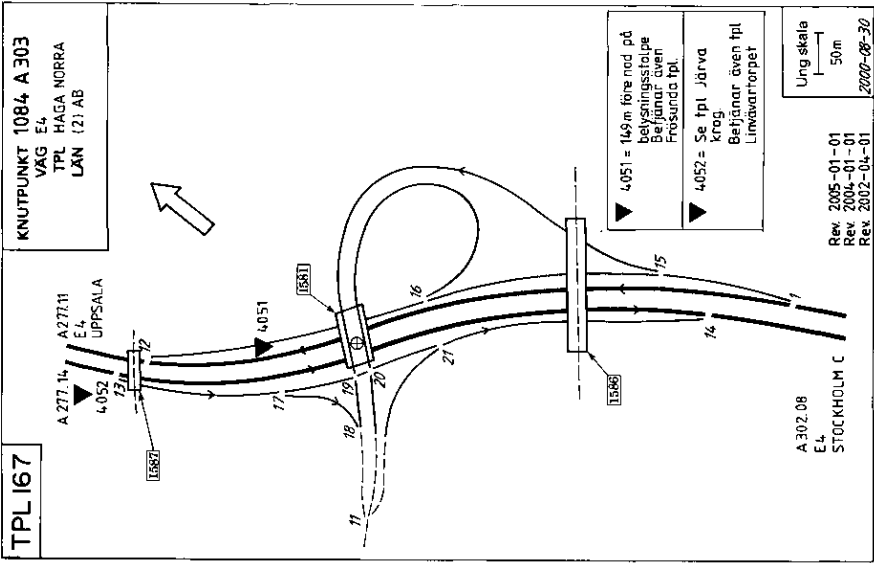 KNUTPUNKT 1084 A 303
VÄG E4
TPL HAGA NORRA
LÄN (2) AB
TPL 167
A 277.14
A 277.11
E4
UPPSALA
4052
13
12
1587
4051
1581
17
18
19
20
21
16
11
15
14
1
1586
A 302.08
E4
STOCKHOLM C
4051 = 149m före nod på
belysningsstolpe
Betjänar även
Frösunda tpl.
4052 = Se tpl Järva
krog.
Betjänar även tpl
Linvävartorpet
Ung skala
50m
2000-08-30
Rev. 2005-01-01
Rev. 2004-01-01
Rev. 2002-04-01